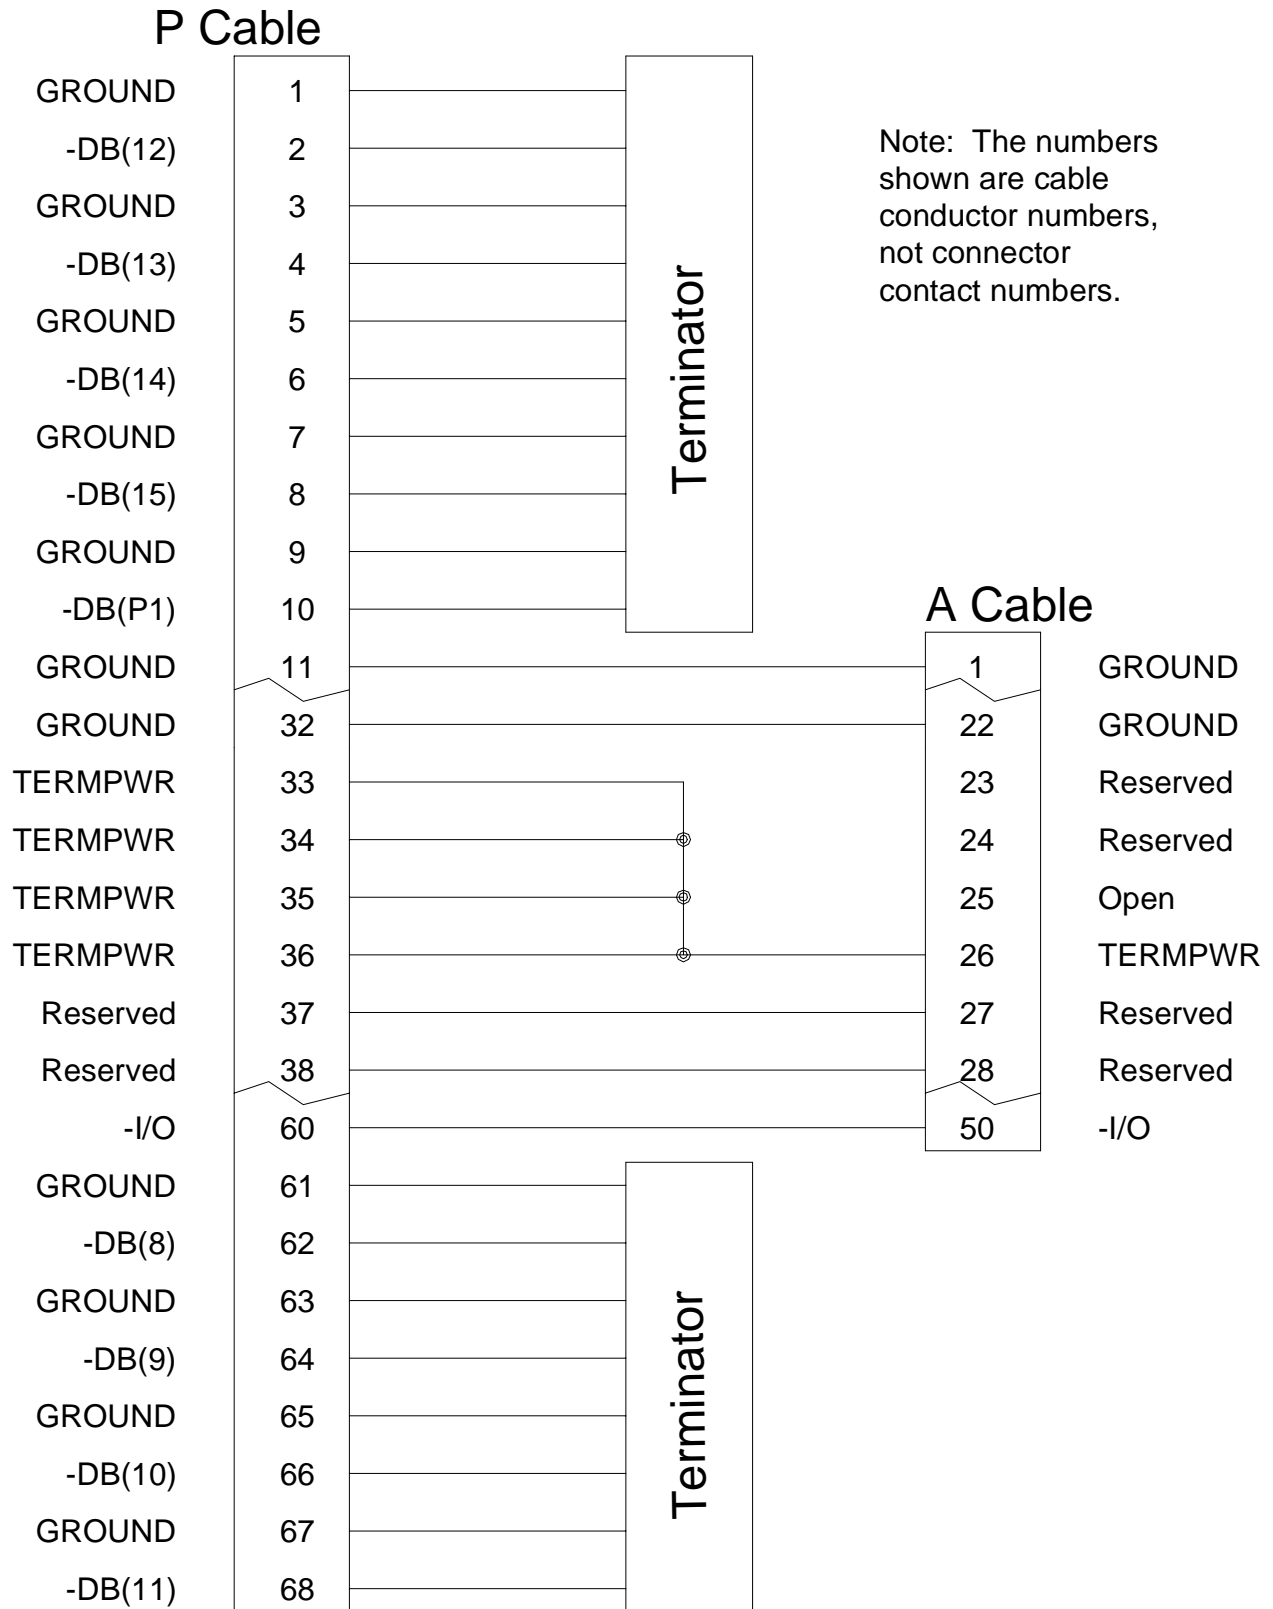 P Cable
GROUND 1
-DB(12) 2
GROUND 3
-DB(13) 4
GROUND 5
-DB(14) 6
GROUND 7
-DB(15) 8
GROUND 9
-DB(P1) 10
Terminator
Note: The numbers
shown are cable
conductor numbers,
not connector
contact numbers.
A Cable
GROUND 11 1 GROUND
GROUND 32 22 GROUND
TERMPWR 33 23 Reserved
TERMPWR 34 24 Reserved
TERMPWR 35 25 Open
TERMPWR 36 26 TERMPWR
Reserved 37 27 Reserved
Reserved 38 28 Reserved
-I/O 60 50 -I/O
GROUND 61
-DB(8) 62
GROUND 63
-DB(9) 64
GROUND 65
-DB(10) 66
GROUND 67
-DB(11) 68
Terminator